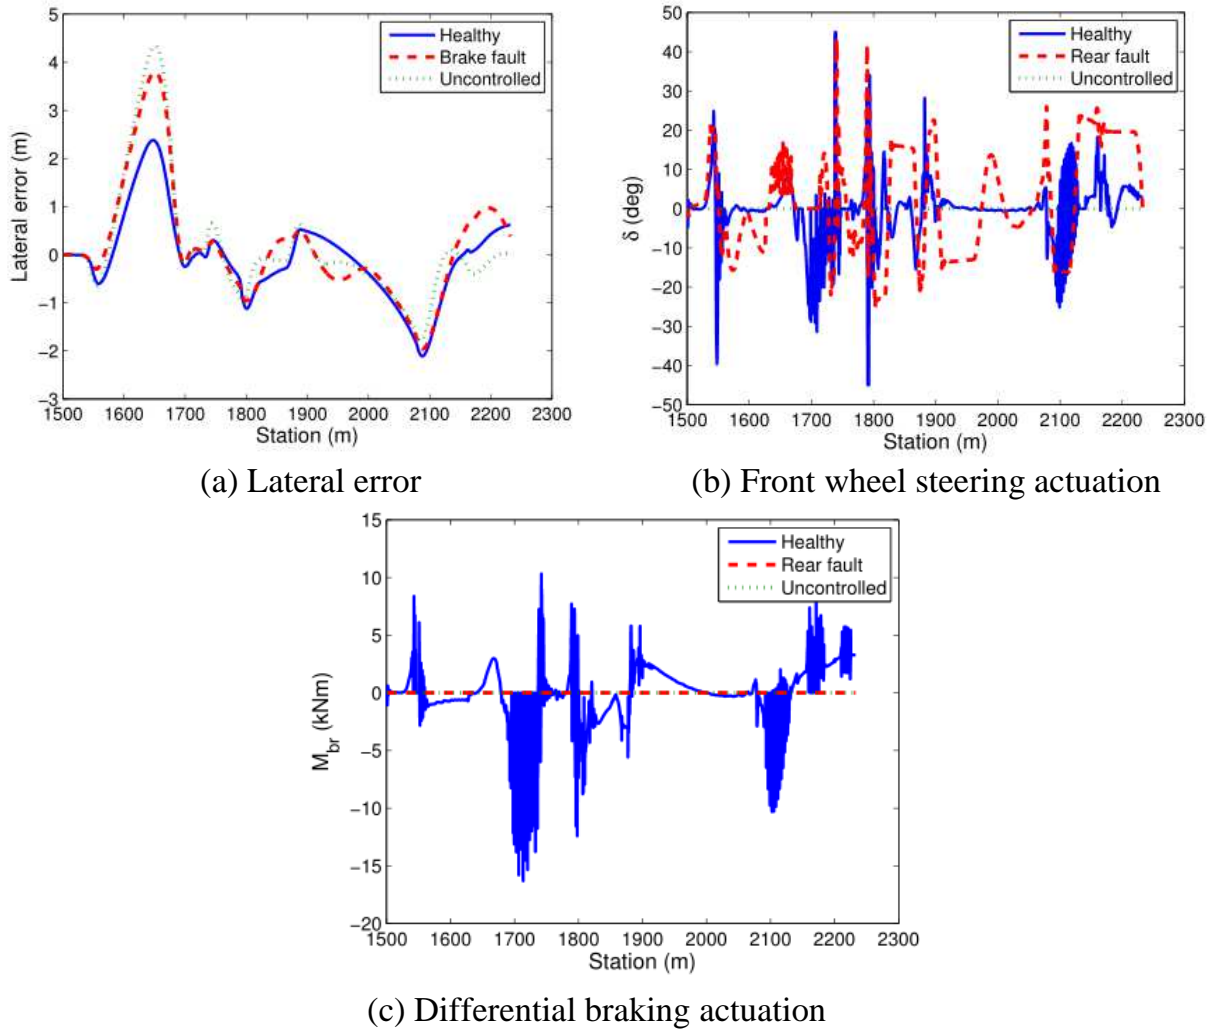 5
4
3
2
1
0
−1
−2
−3
Lateral error (m)
Healthy
Brake fault
Uncontrolled
1500 1600 1700 1800 1900 2000 2100 2200 2300
Station (m)
(a) Lateral error
50
40
30
20
10
0
−10
−20
−30
−40
−50
δ (deg)
Healthy
Rear fault
Uncontrolled
1500 1600 1700 1800 1900 2000 2100 2200 2300
Station (m)
(b) Front wheel steering actuation
15
10
5
0
−5
−10
−15
−20
M_br (kNm)
Healthy
Rear fault
Uncontrolled
1500 1600 1700 1800 1900 2000 2100 2200 2300
Station (m)
(c) Differential braking actuation